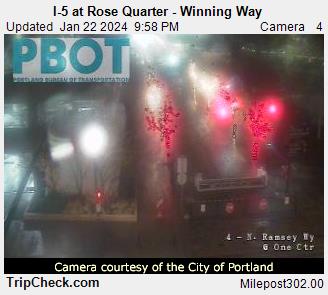 I-5 at Rose Quarter - Winning Way
Updated Jan 22 2024 9:58 PM Camera 4
PBOT
PORTLAND BUREAU OF TRANSPORTATION
4 - N. Ramsey Wy
@ One Ctr
Camera courtesy of the City of Portland
TripCheck.com Milepost302.00